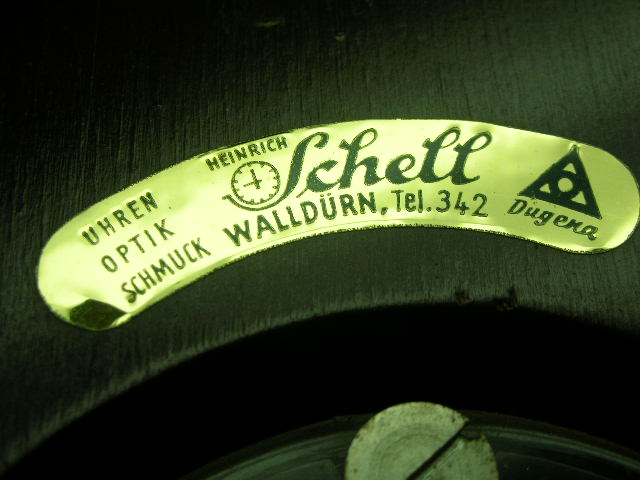 UHREN
OPTIK
SCHMUCK
HEINRICH
Schell
WALLDÜRN, Tel. 342
Dugena